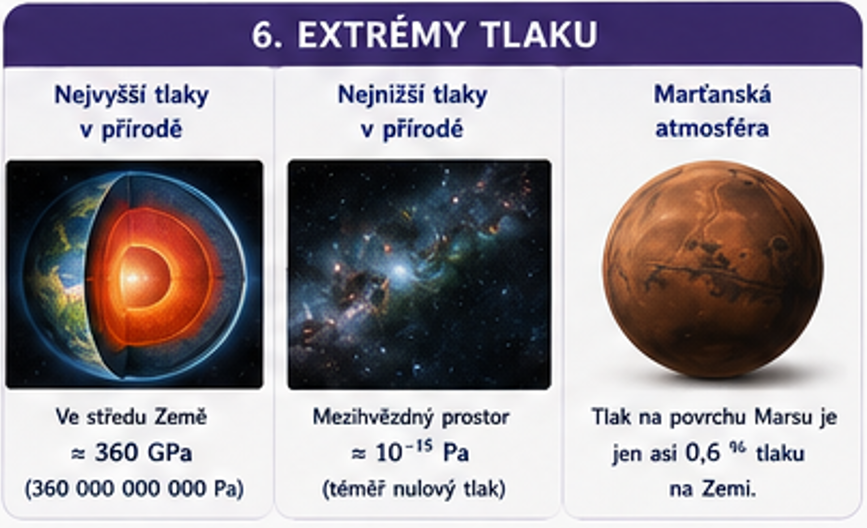 6. EXTRÉMY TLAKU
Nejvyšší tlaky
v přírodě
Nejnižší tlaky
v přírodé
Marťanská
atmosféra
Ve středu Země
≈ 360 GPa
(360 000 000 000 Pa)
Mezihvězdný prostor
≈ 10⁻¹⁵ Pa
(téměř nulový tlak)
Tlak na povrchu Marsu je
jen asi 0,6 % tlaku
na Zemi.